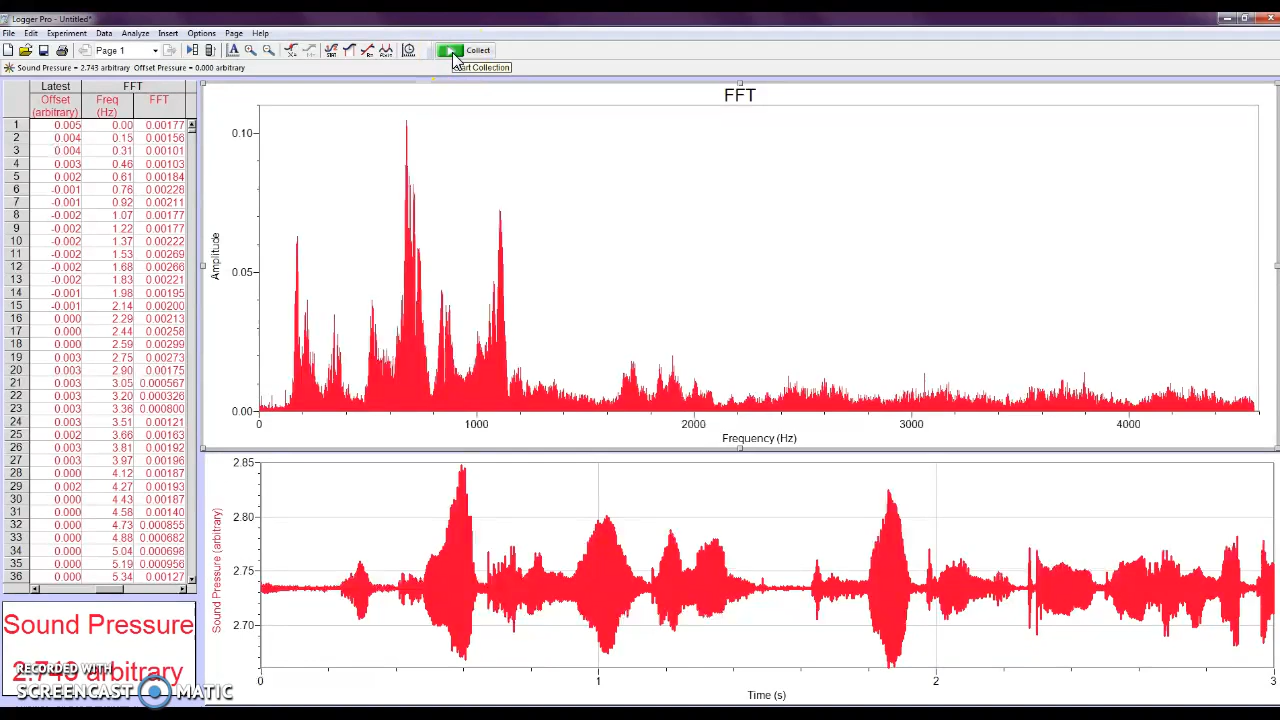 Logger Pro - Untitled*
File Edit Experiment Data Analyze Insert Options Page Help
Page 1 Collect
Sound Pressure = 2.743 arbitrary Offset Pressure = 0.000 arbitrary
Start Collection
Latest FFT
Offset (arbitrary) Freq (Hz) FFT
1 0.005 0.00 0.00177
2 0.004 0.15 0.00156
3 0.004 0.31 0.00101
4 0.003 0.46 0.00103
5 0.002 0.61 0.00184
6 -0.001 0.76 0.00228
7 -0.001 0.92 0.00211
8 -0.002 1.07 0.00177
9 -0.002 1.22 0.00177
10 -0.002 1.37 0.00222
11 -0.002 1.53 0.00269
12 -0.002 1.68 0.00266
13 -0.002 1.83 0.00221
14 -0.001 1.98 0.00195
15 -0.001 2.14 0.00200
16 0.000 2.29 0.00213
17 0.000 2.44 0.00258
18 0.000 2.59 0.00299
19 0.003 2.75 0.00273
20 0.003 2.90 0.00175
21 0.003 3.05 0.000567
22 0.003 3.20 0.000326
23 0.003 3.36 0.000800
24 0.003 3.51 0.00121
25 0.002 3.66 0.00163
26 0.003 3.81 0.00192
27 0.003 3.97 0.00196
28 0.000 4.12 0.00187
29 0.002 4.27 0.00193
30 0.000 4.43 0.00187
31 0.000 4.58 0.00140
32 0.000 4.73 0.000855
33 0.000 4.88 0.000682
34 0.000 5.04 0.000698
35 0.000 5.19 0.000956
36 0.000 5.34 0.00127
Sound Pressure
2.743 arbitrary
RECORDED WITH
SCREENCAST MATIC
FFT
Amplitude
0.10
0.05
0.00
0 1000 2000 3000 4000
Frequency (Hz)
Sound Pressure (arbitrary)
2.85
2.80
2.75
2.70
0 1 2 3
Time (s)